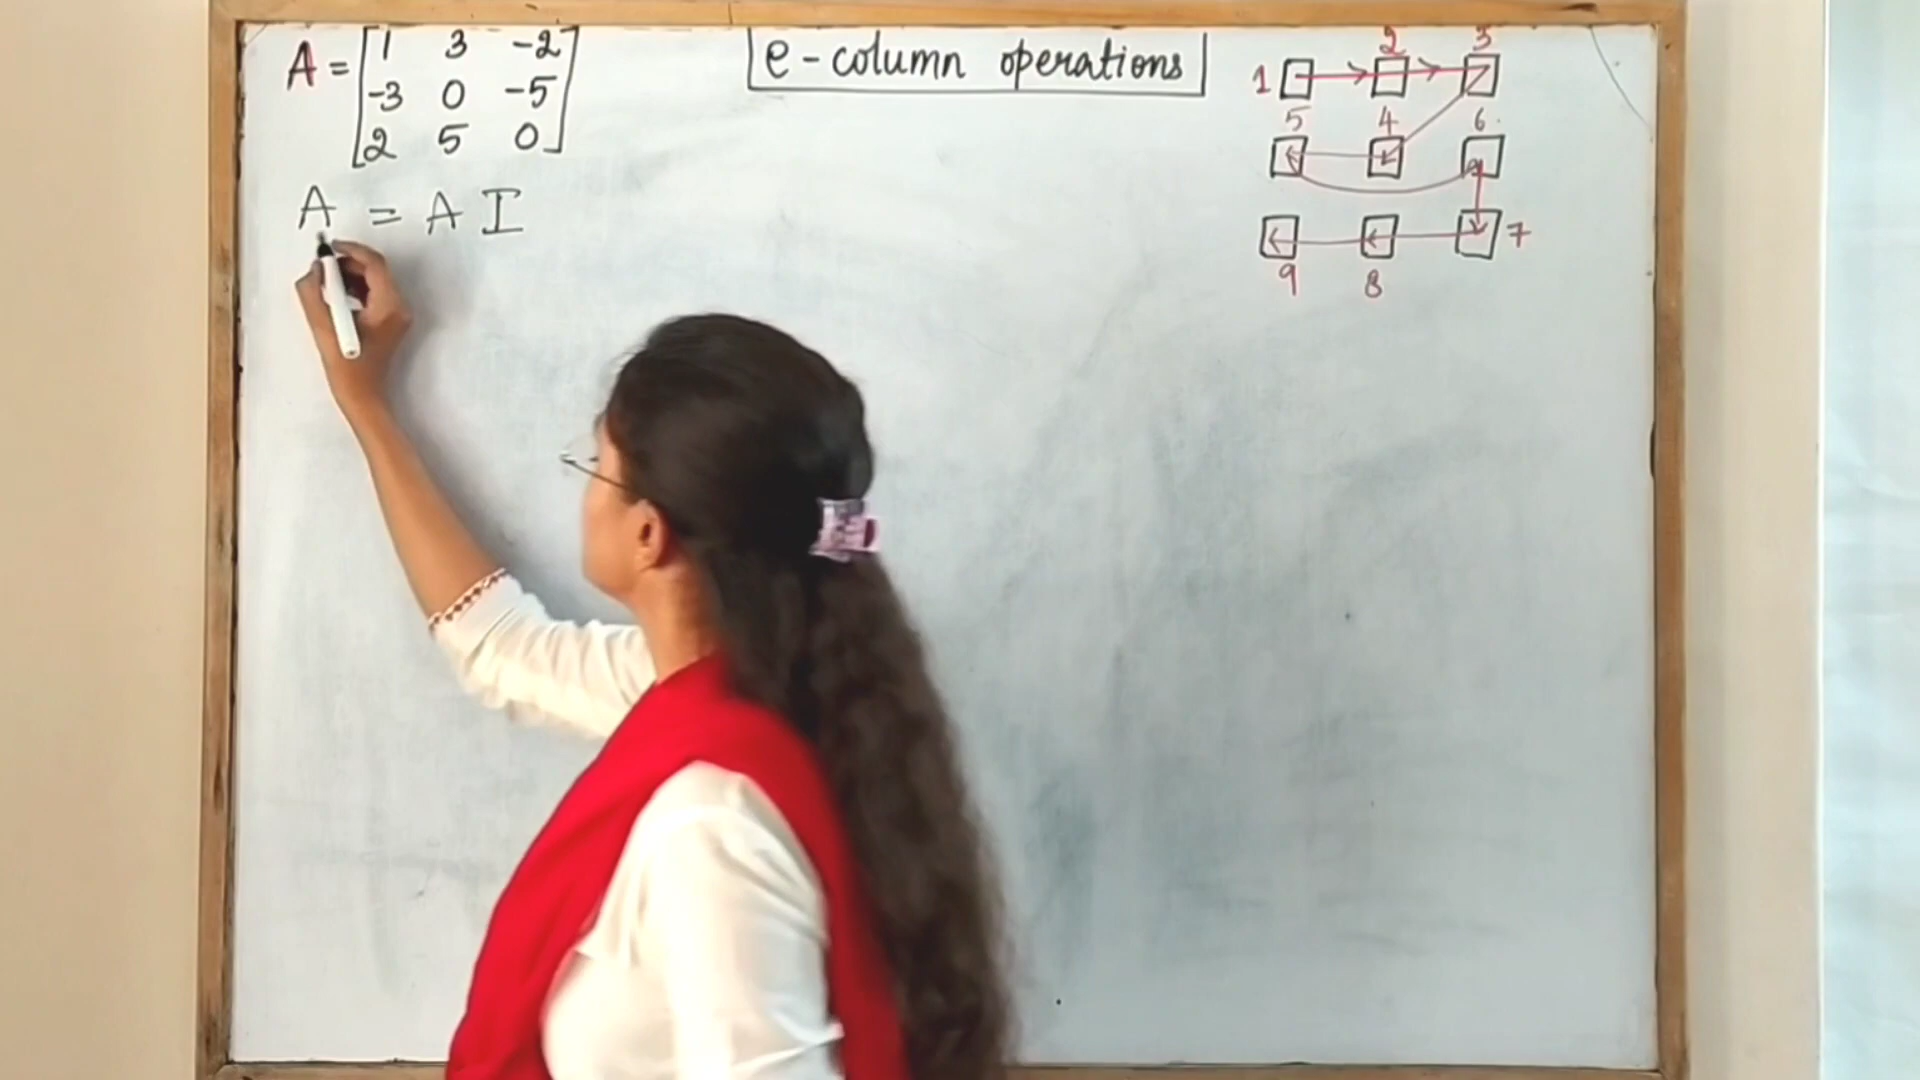 A = [1 3 -2
-3 0 -5
2 5 0]
A = A I
e - column operations
1 2 3
5 4 6
7
9 8